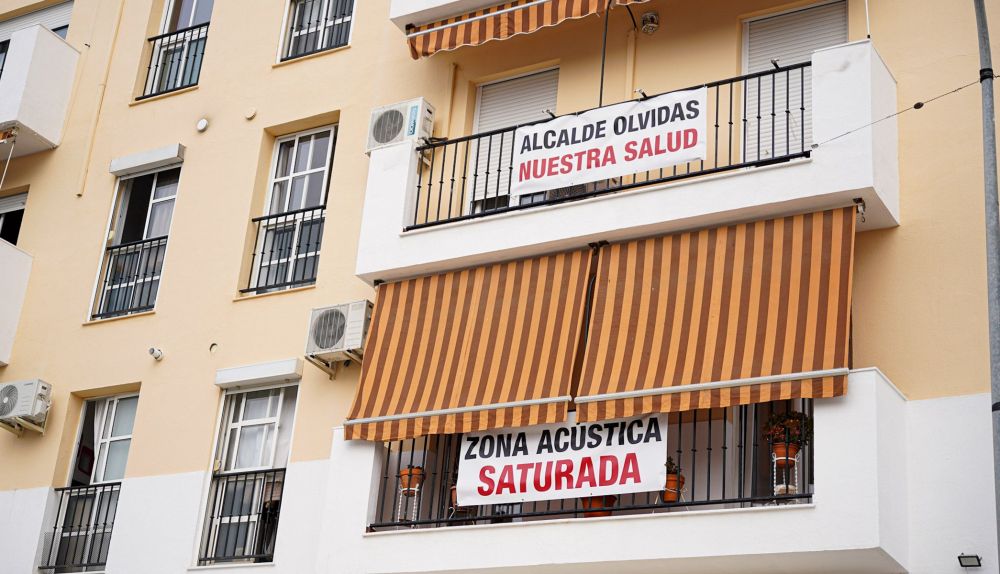 ALCALDE OLVIDAS
NUESTRA SALUD
ZONA ACÚSTICA
SATURADA